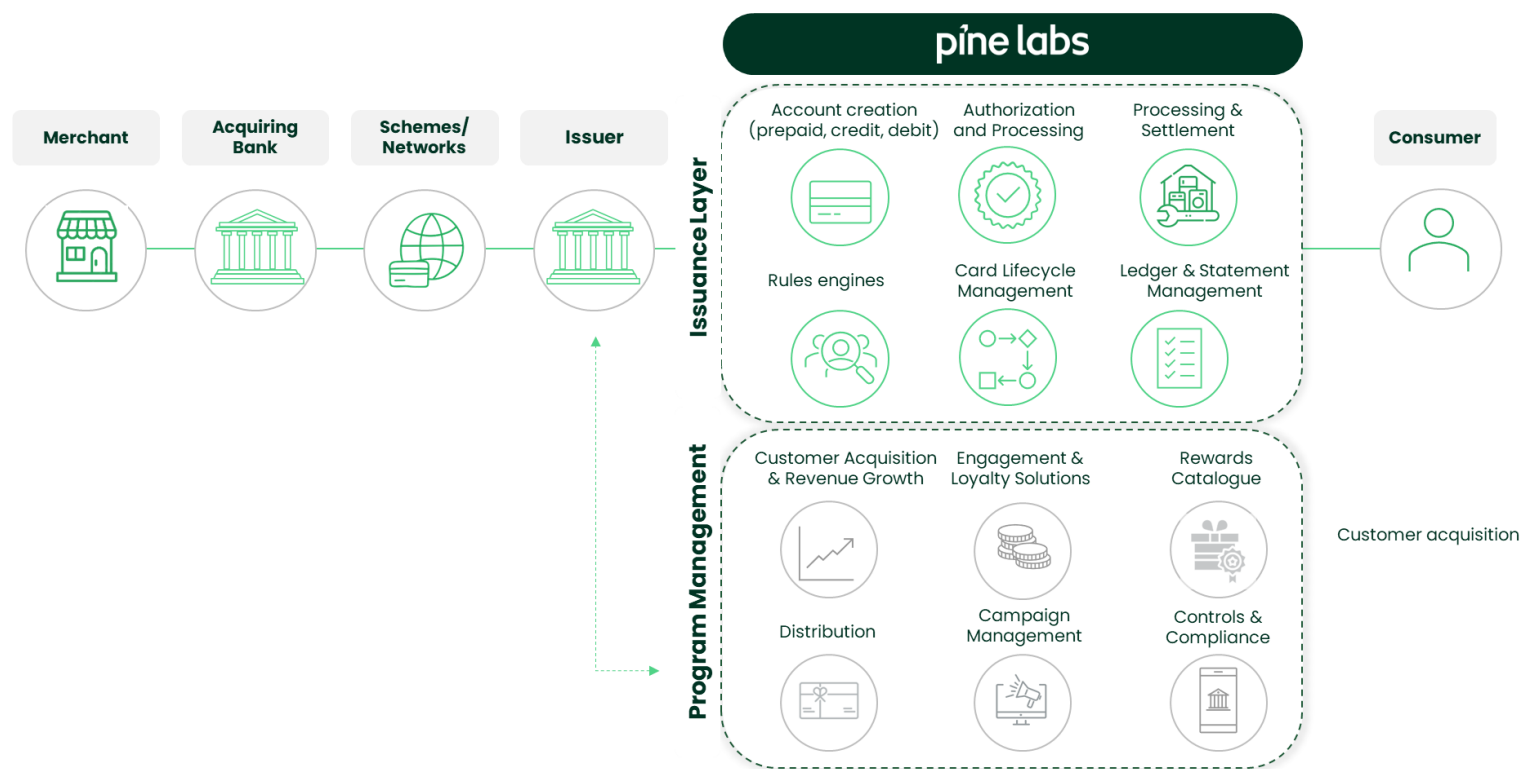 pine labs
Merchant
Acquiring
Bank
Schemes/
Networks
Issuer
Consumer
Issuance Layer
Account creation
(prepaid, credit, debit)
Authorization
and Processing
Processing &
Settlement
Rules engines
Card Lifecycle
Management
Ledger & Statement
Management
Program Management
Customer Acquisition
& Revenue Growth
Engagement &
Loyalty Solutions
Rewards
Catalogue
Customer acquisition
Distribution
Campaign
Management
Controls &
Compliance